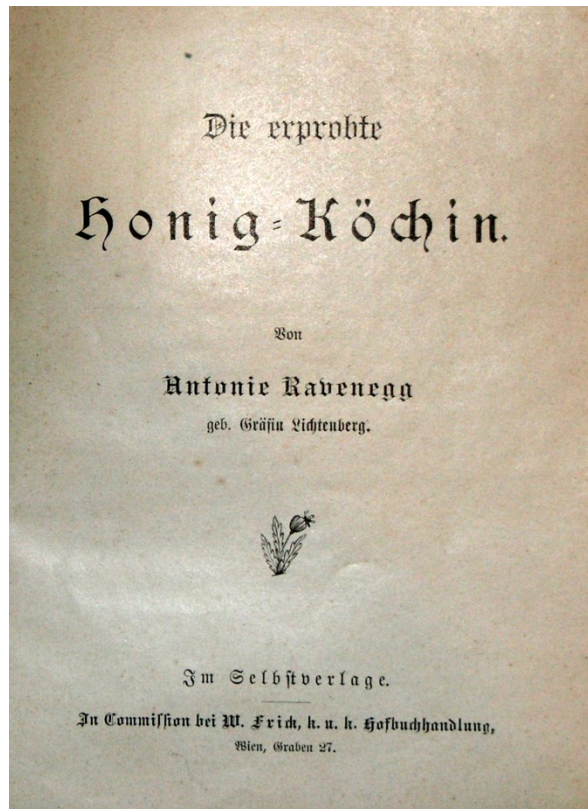 Die erprobte
Honig-Köchin.
Von
Antonie Ravenegg
geb. Gräfin Lichtenberg.
Im Selbstverlage.
In Commission bei W. Frick, k. u. k. Hofbuchhandlung,
Wien, Graben 27.